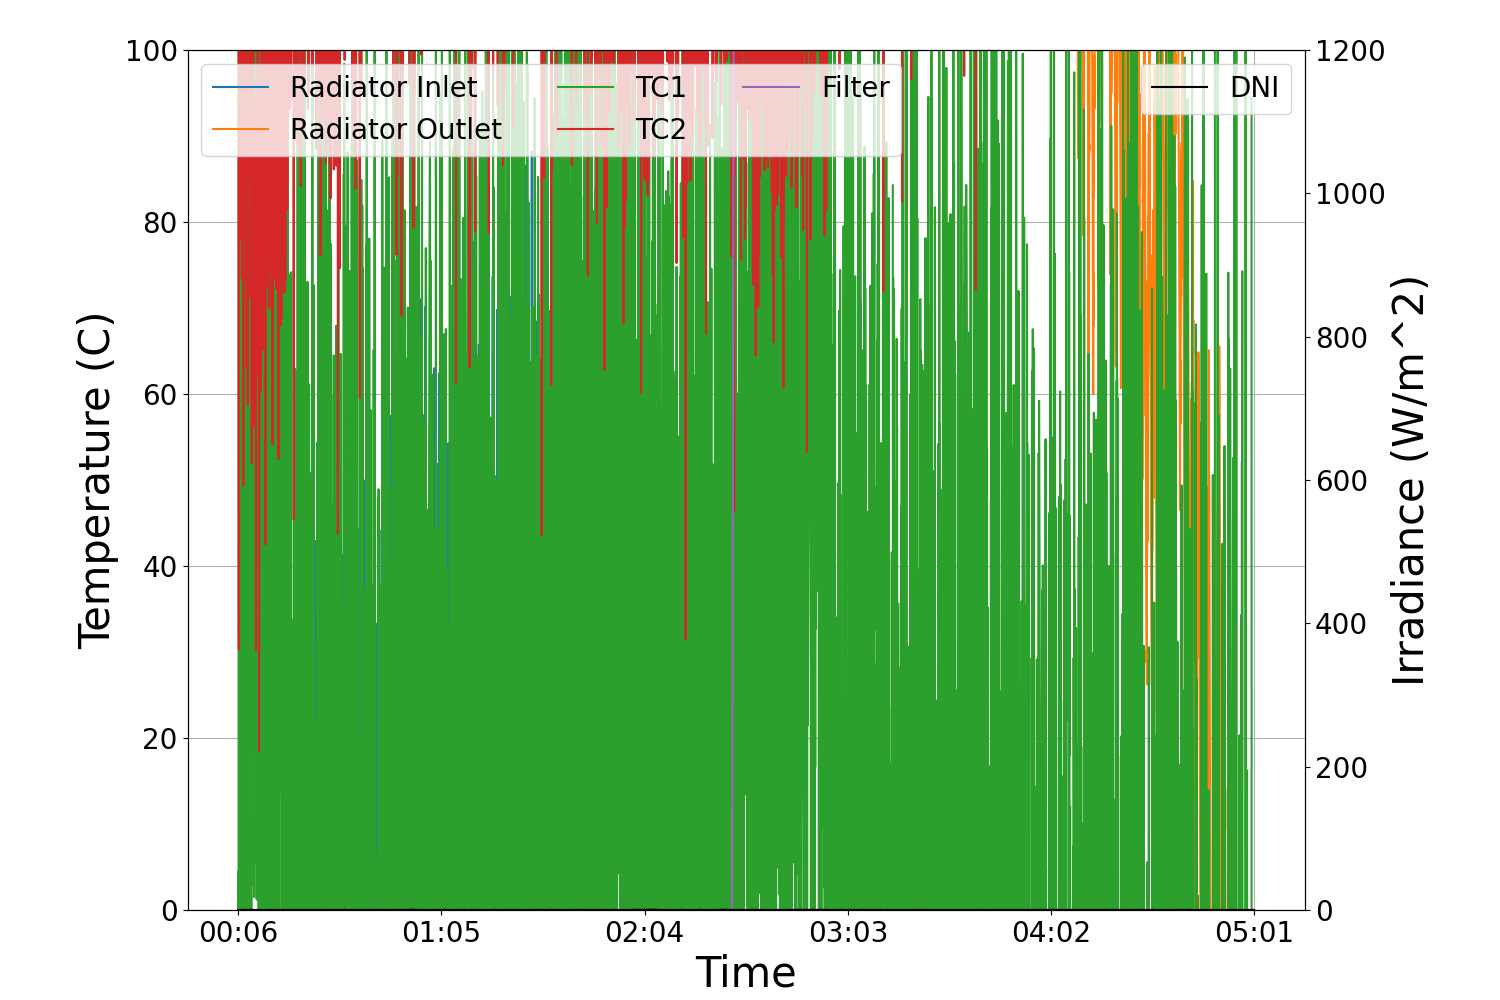 100
80
60
40
20
0
Temperature (C)
Radiator Inlet
Radiator Outlet
TC1
TC2
Filter
DNI
1200
1000
800
600
400
200
0
Irradiance (W/m^2)
00:06
01:05
02:04
03:03
04:02
05:01
Time